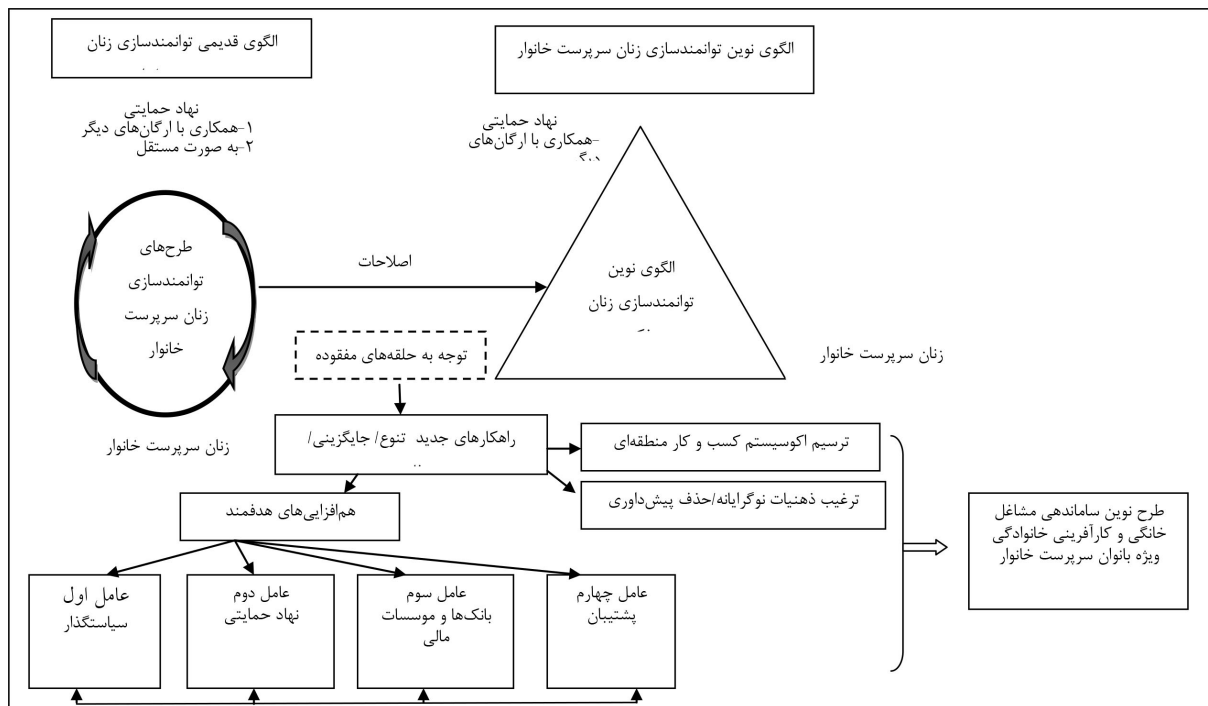 الگوی قدیمی توانمندسازی زنان
الگوی نوین توانمندسازی زنان سرپرست خانوار
نهاد حمایتی
۱-همکاری با ارگان‌های دیگر
۲-به صورت مستقل
نهاد حمایتی
-همکاری با ارگان‌های
طرح‌های
توانمندسازی
زنان سرپرست
خانوار
اصلاحات
الگوی نوین
توانمندسازی زنان
زنان سرپرست خانوار
زنان سرپرست خانوار
توجه به حلقه‌های مفقوده
راهکارهای جدید تنوع/ جایگزینی/
ترسیم اکوسیستم کسب و کار منطقه‌ای
ترغیب ذهنیات نوگرایانه/حذف پیش‌داوری
هم‌افزایی‌های هدفمند
طرح نوین ساماندهی مشاغل
خانگی و کارآفرینی خانوادگی
ویژه بانوان سرپرست خانوار
عامل اول
سیاستگذار
عامل دوم
نهاد حمایتی
عامل سوم
بانک‌ها و موسسات
مالی
عامل چهارم
پشتیبان